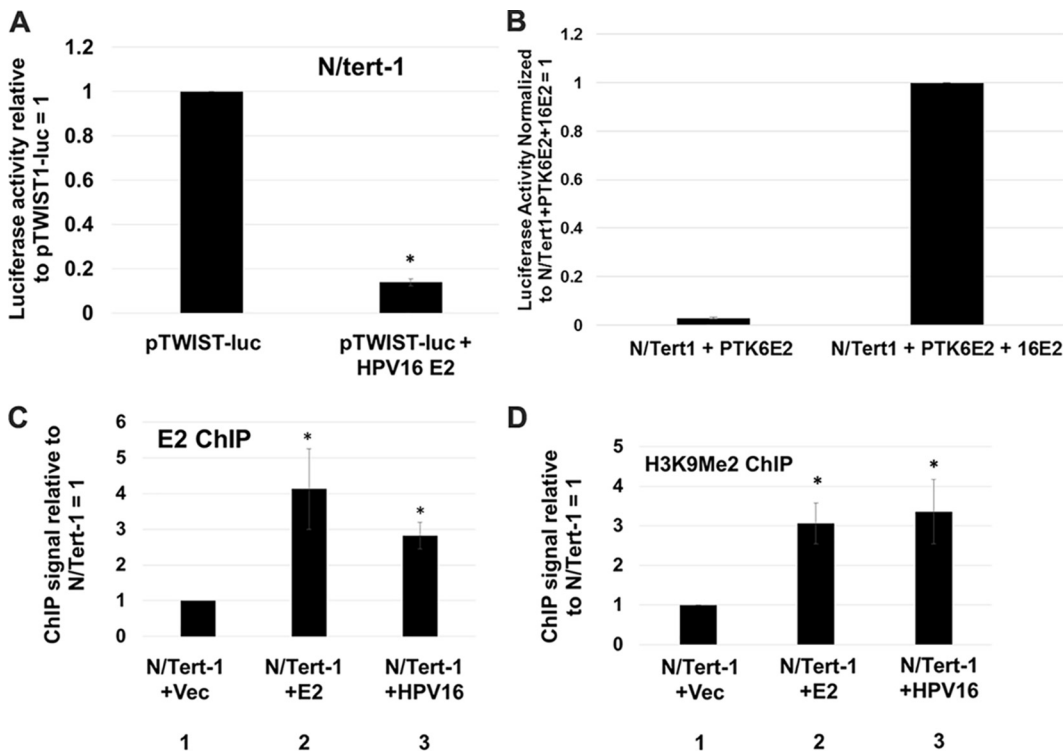 A
Luciferase activity relative
to pTWIST1-luc = 1
1.2
1
0.8
0.6
0.4
0.2
0
N/tert-1
*
pTWIST-luc
pTWIST-luc +
HPV16 E2
B
Luciferase Activity Normalized
to N/Tert1+PTK6E2+16E2 = 1
1.2
1
0.8
0.6
0.4
0.2
0
N/Tert1 + PTK6E2
N/Tert1 + PTK6E2 + 16E2
C
ChIP signal relative to
N/Tert-1 = 1
6
5
4
3
2
1
0
E2 ChIP
*
*
N/Tert-1
+Vec
N/Tert-1
+E2
N/Tert-1
+HPV16
1
2
3
D
ChIP signal relative
to N/Tert-1 = 1
5
4
3
2
1
0
H3K9Me2 ChIP
*
*
N/Tert-1
+Vec
N/Tert-1
+E2
N/Tert-1
+HPV16
1
2
3